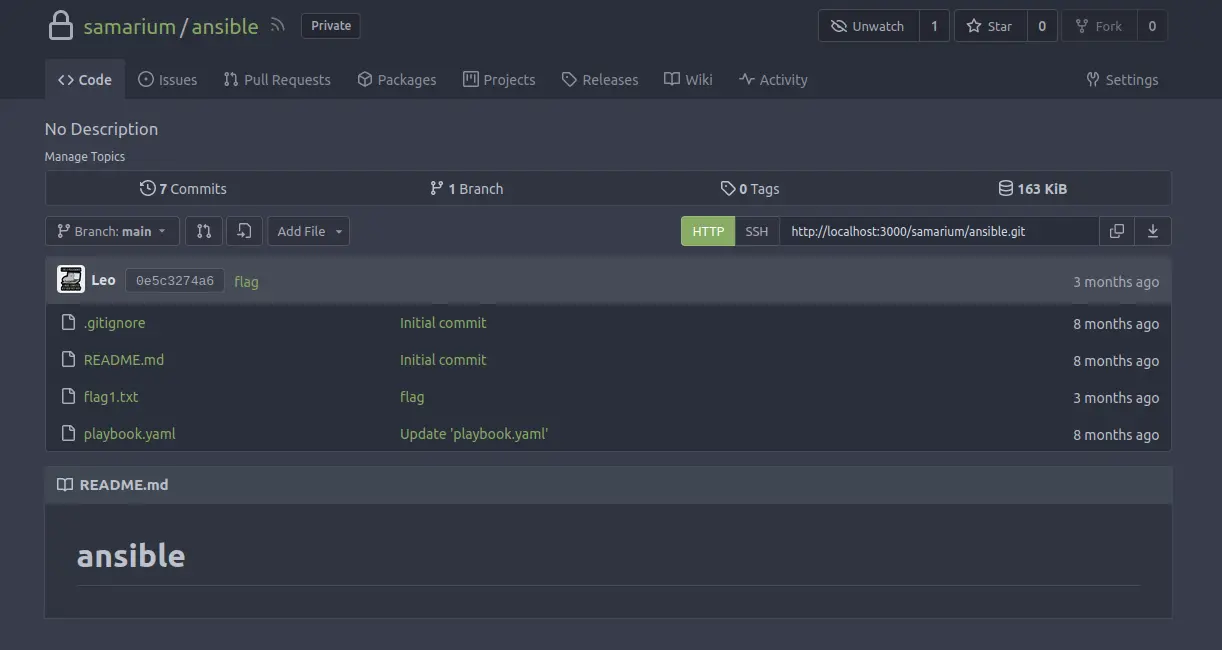 samarium / ansible Private Unwatch 1 Star 0 Fork 0
Code Issues Pull Requests Packages Projects Releases Wiki Activity Settings
No Description
Manage Topics
7 Commits 1 Branch 0 Tags 163 KiB
Branch: main Add File HTTP SSH http://localhost:3000/samarium/ansible.git
Leo 0e5c3274a6 flag 3 months ago
.gitignore Initial commit 8 months ago
README.md Initial commit 8 months ago
flag1.txt flag 3 months ago
playbook.yaml Update 'playbook.yaml' 8 months ago
README.md
ansible